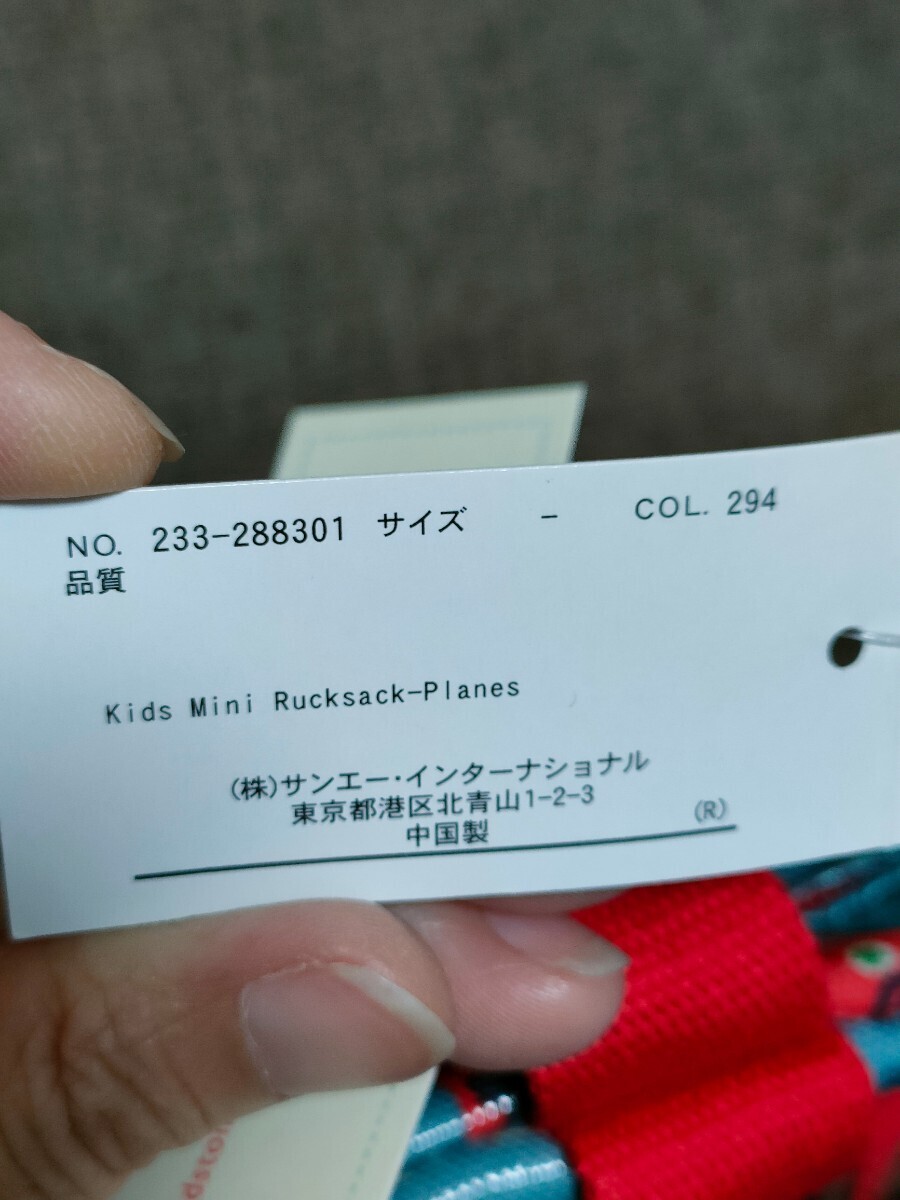 NO. 233-288301 サイズ - COL. 294
品質
Kids Mini Rucksack-Planes
(株)サンエー・インターナショナル
東京都港区北青山1-2-3
中国製
(R)